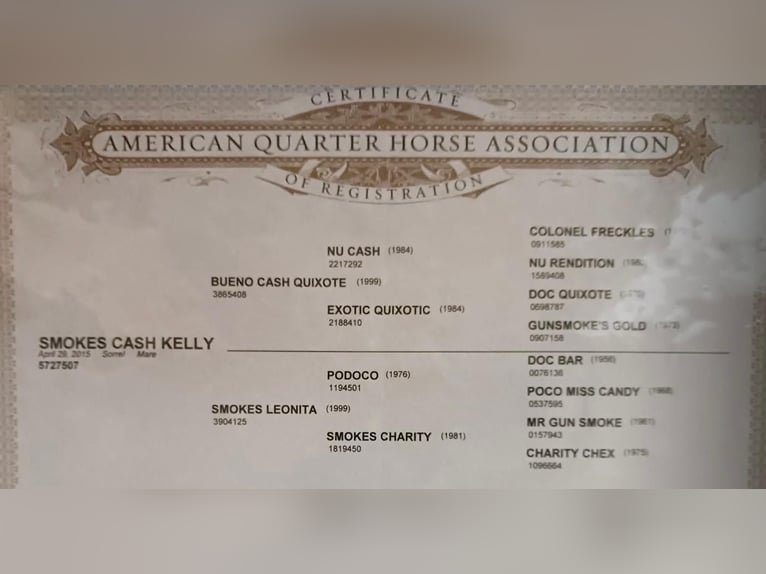 CERTIFICATE
AMERICAN QUARTER HORSE ASSOCIATION
OF REGISTRATION
COLONEL FRECKLES
0911585
NU CASH (1984)
2217292
NU RENDITION
1589408
BUENO CASH QUIXOTE (1999)
3865408
DOC QUIXOTE
0698787
EXOTIC QUIXOTIC (1984)
2188410
GUNSMOKE'S GOLD (1973)
0907158
SMOKES CASH KELLY
April 29, 2015 Sorrel Mare
5727507
DOC BAR (1956)
0076136
PODOCO (1976)
1194501
POCO MISS CANDY
0537595
SMOKES LEONITA (1999)
3904125
MR GUN SMOKE (1961)
0157943
SMOKES CHARITY (1981)
1819450
CHARITY CHEX (1975)
1096664